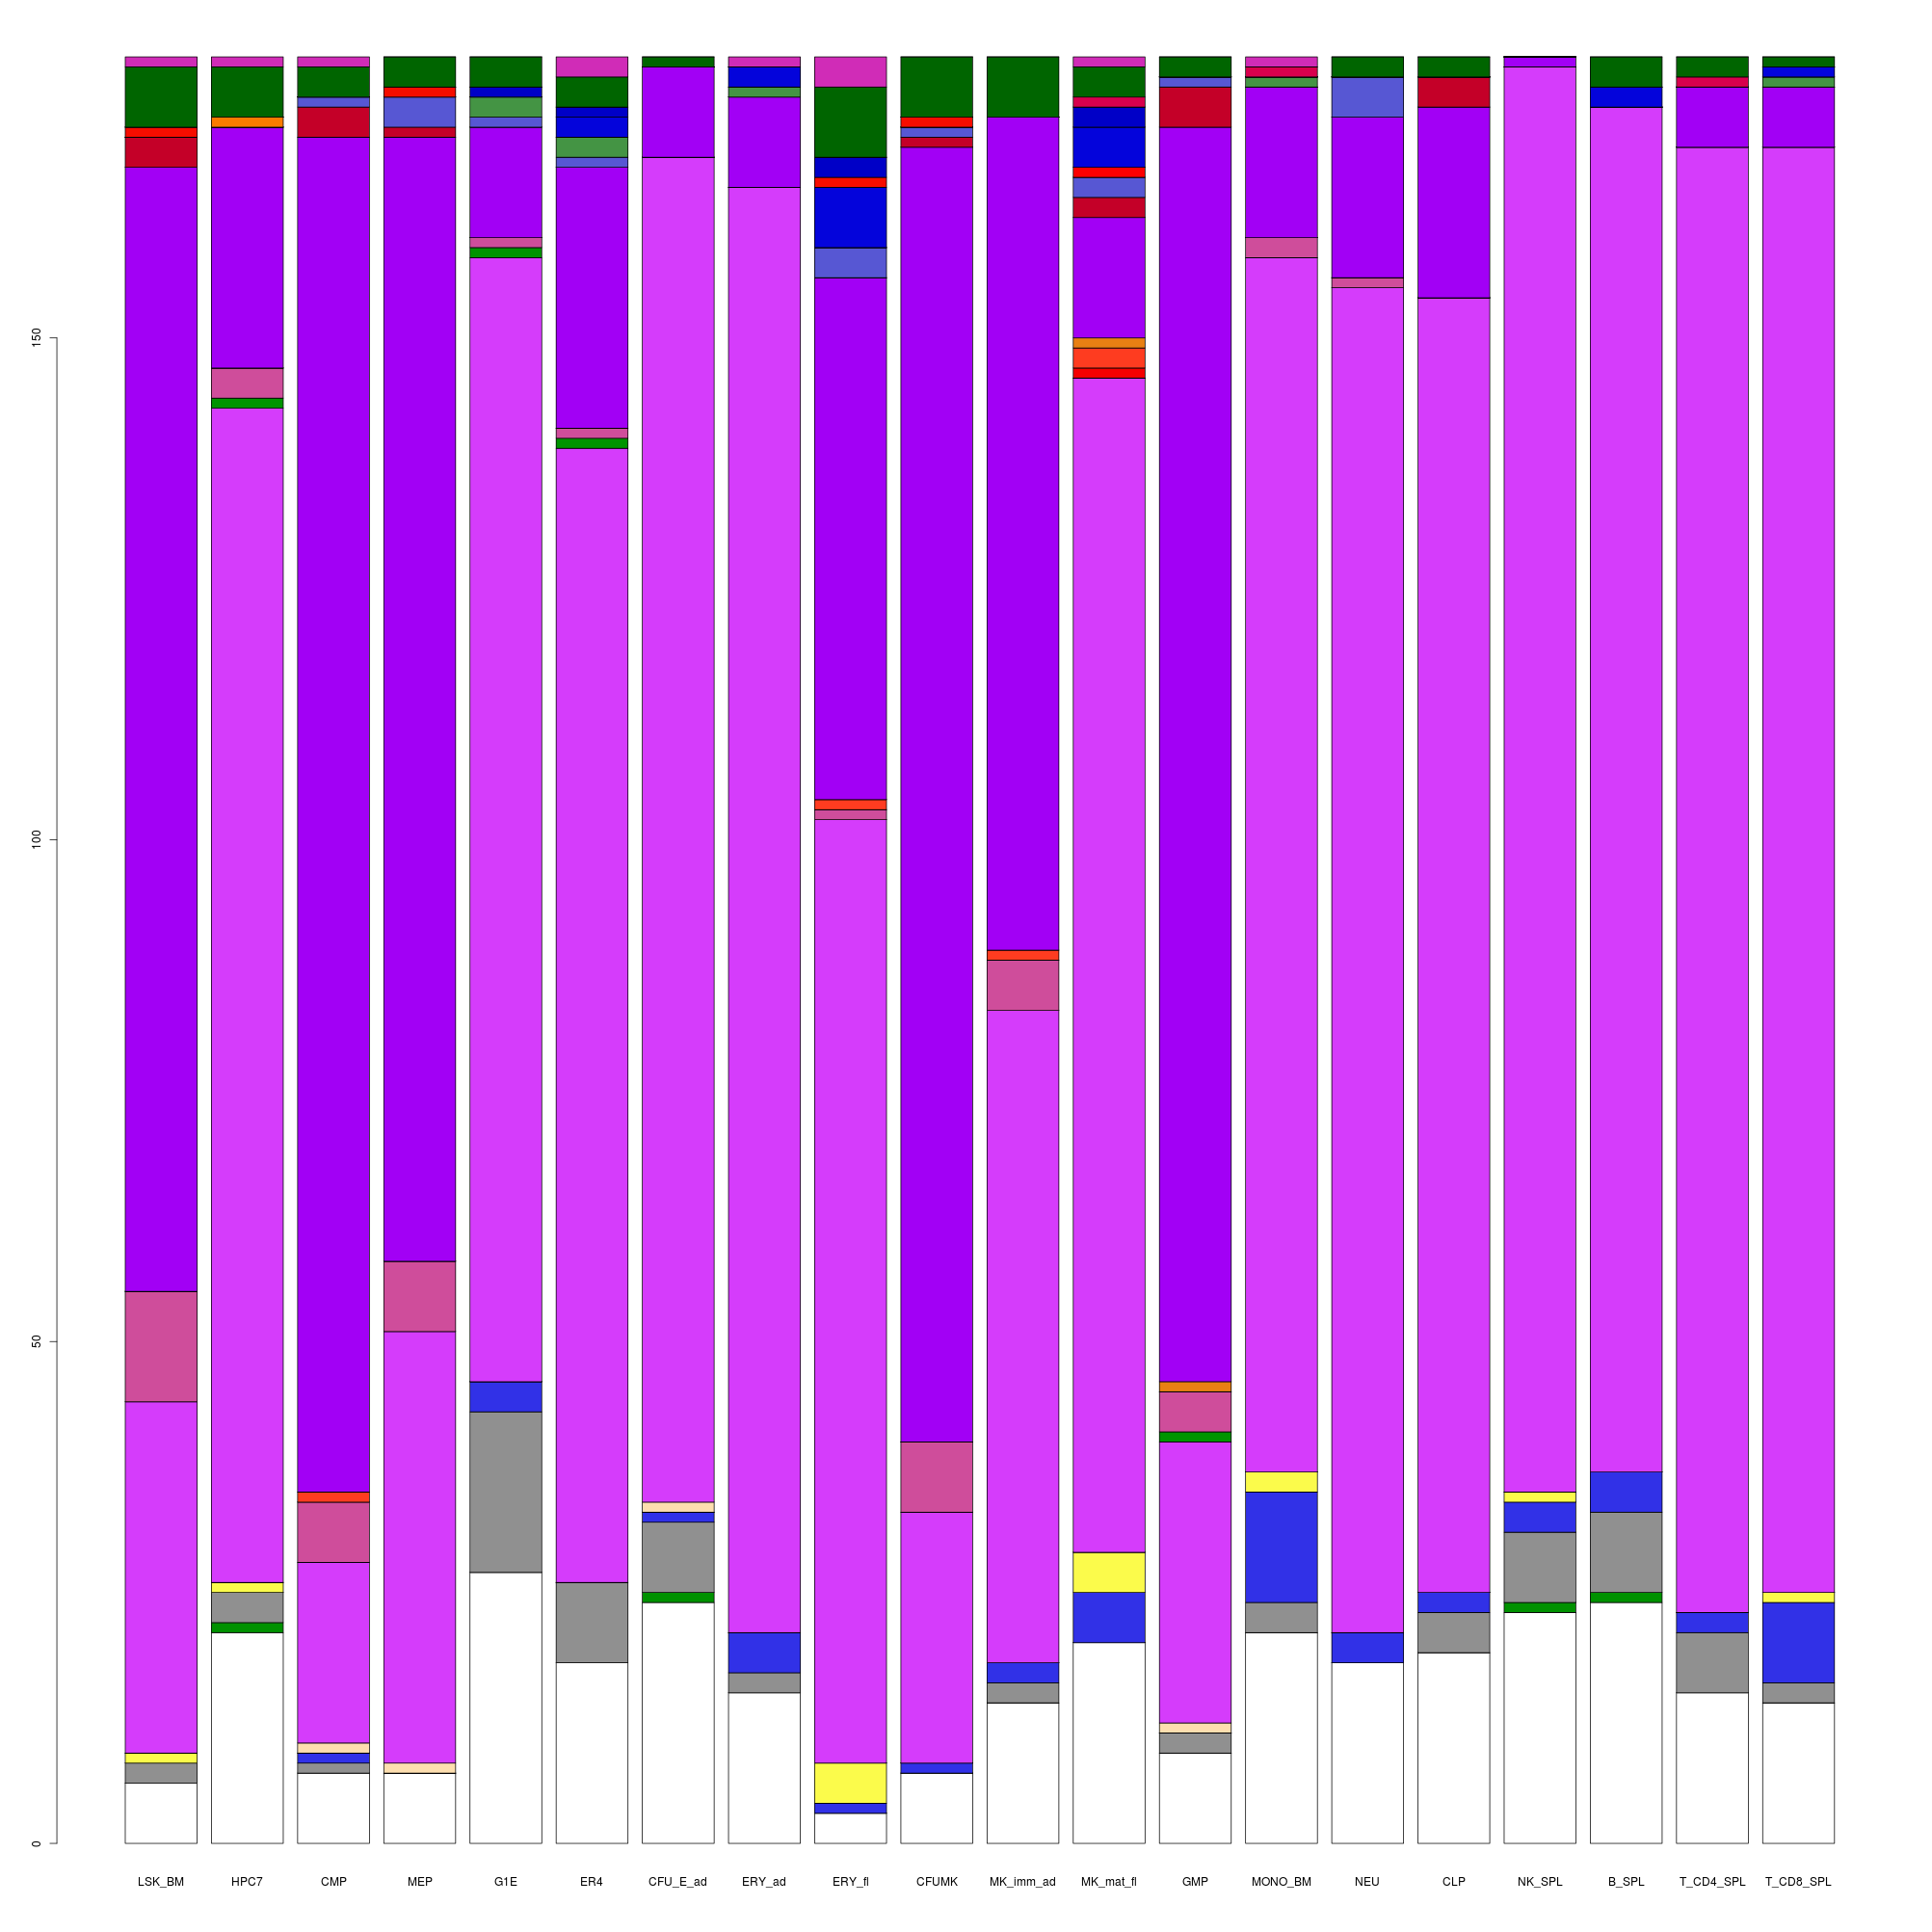 150
100
50
0
LSK_BM HPC7 CMP MEP G1E ER4 CFU_E_ad ERY_ad ERY_fl CFUMK MK_imm_ad MK_mat_fl GMP MONO_BM NEU CLP NK_SPL B_SPL T_CD4_SPL T_CD8_SPL